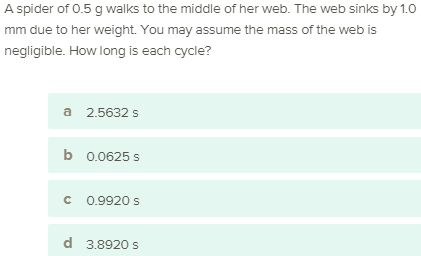 A spider of 0.5 g walks to the middle of her web. The web sinks by 1.0
mm due to her weight. You may assume the mass of the web is
negligible. How long is each cycle?
a 2.5632 s
b 0.0625 s
c 0.9920 s
d 3.8920 s